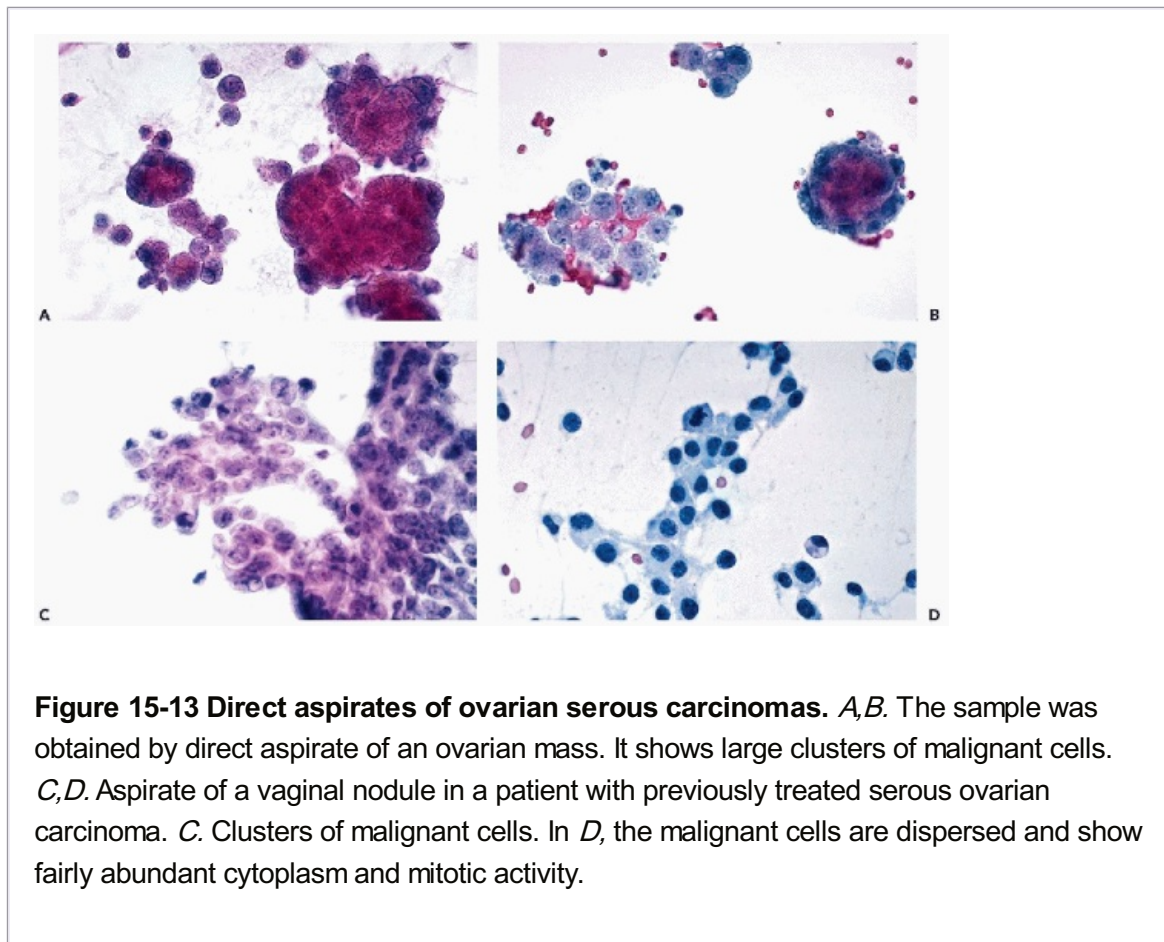 A
B
C
D
Figure 15-13 Direct aspirates of ovarian serous carcinomas. A,B. The sample was
obtained by direct aspirate of an ovarian mass. It shows large clusters of malignant cells.
C,D. Aspirate of a vaginal nodule in a patient with previously treated serous ovarian
carcinoma. C. Clusters of malignant cells. In D, the malignant cells are dispersed and show
fairly abundant cytoplasm and mitotic activity.